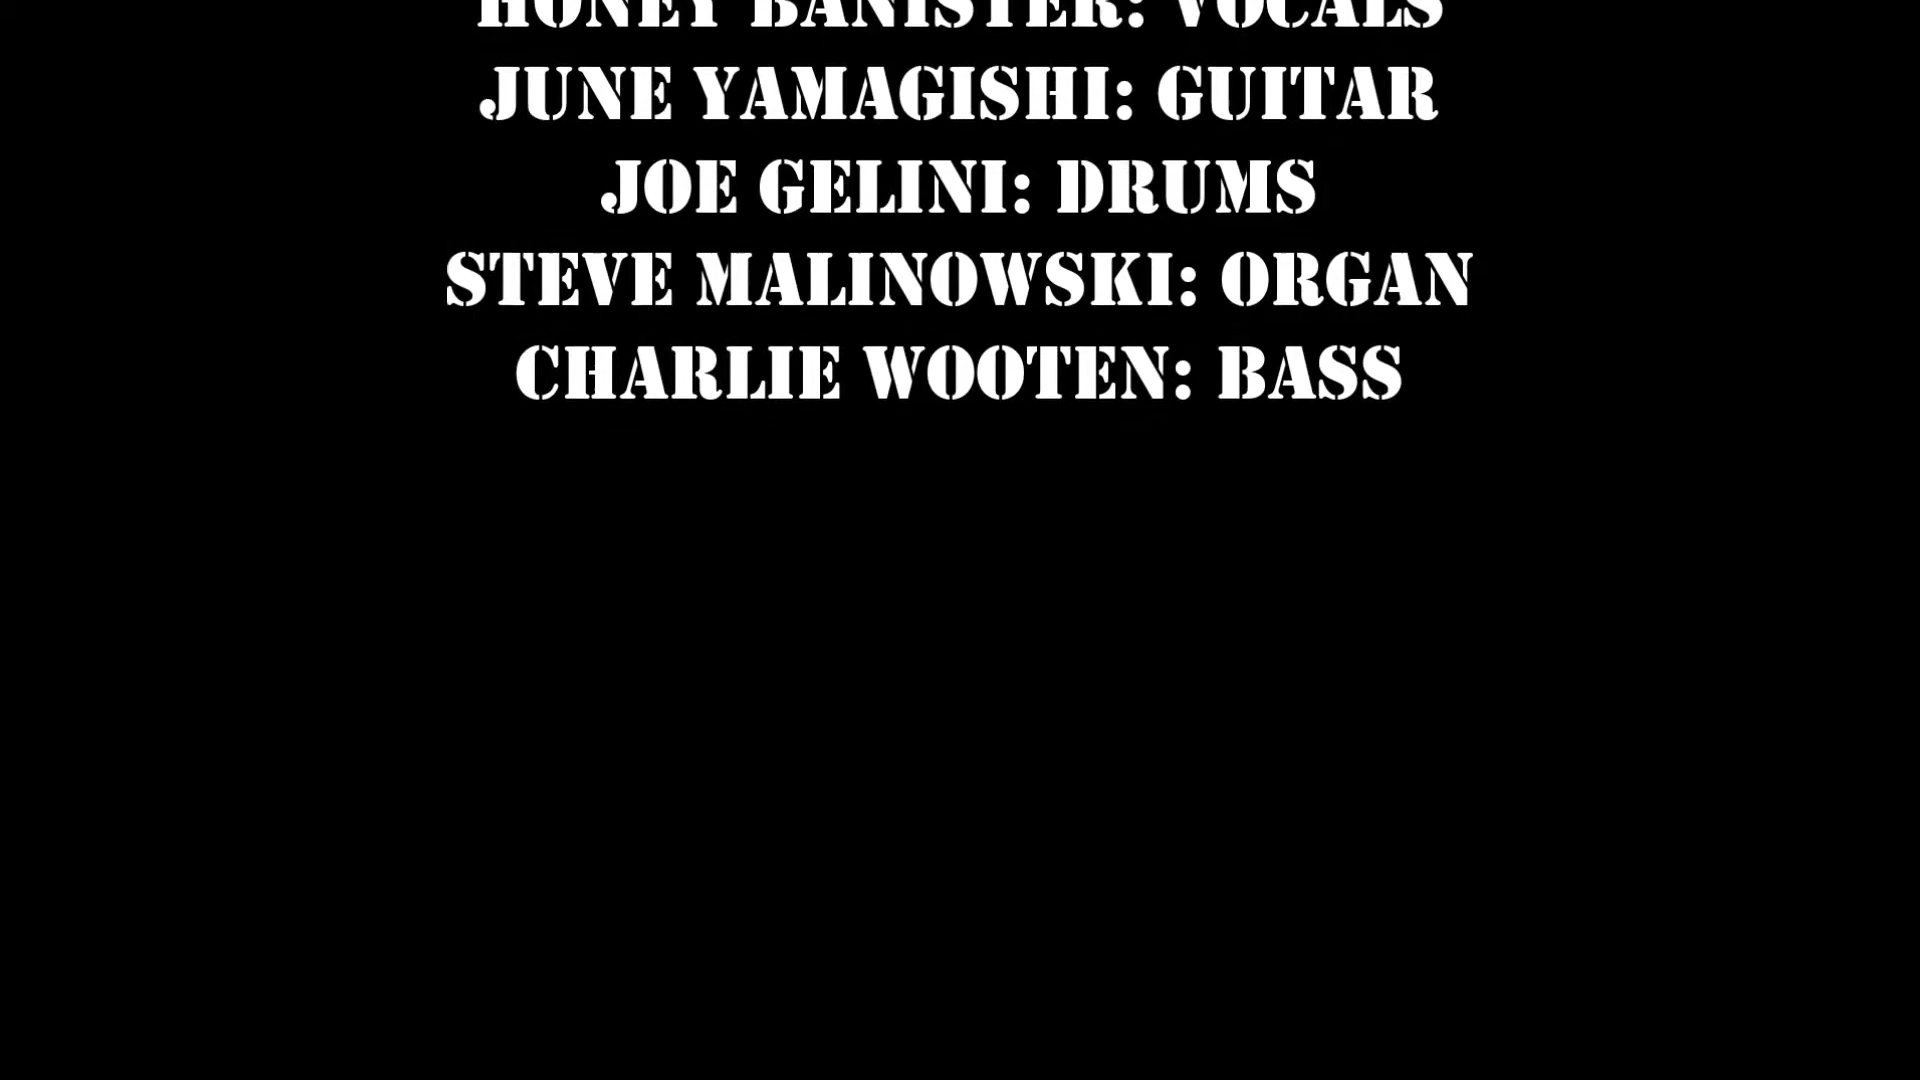 HONEY BANISTER: VOCALS
JUNE YAMAGISHI: GUITAR
JOE GELINI: DRUMS
STEVE MALINOWSKI: ORGAN
CHARLIE WOOTEN: BASS